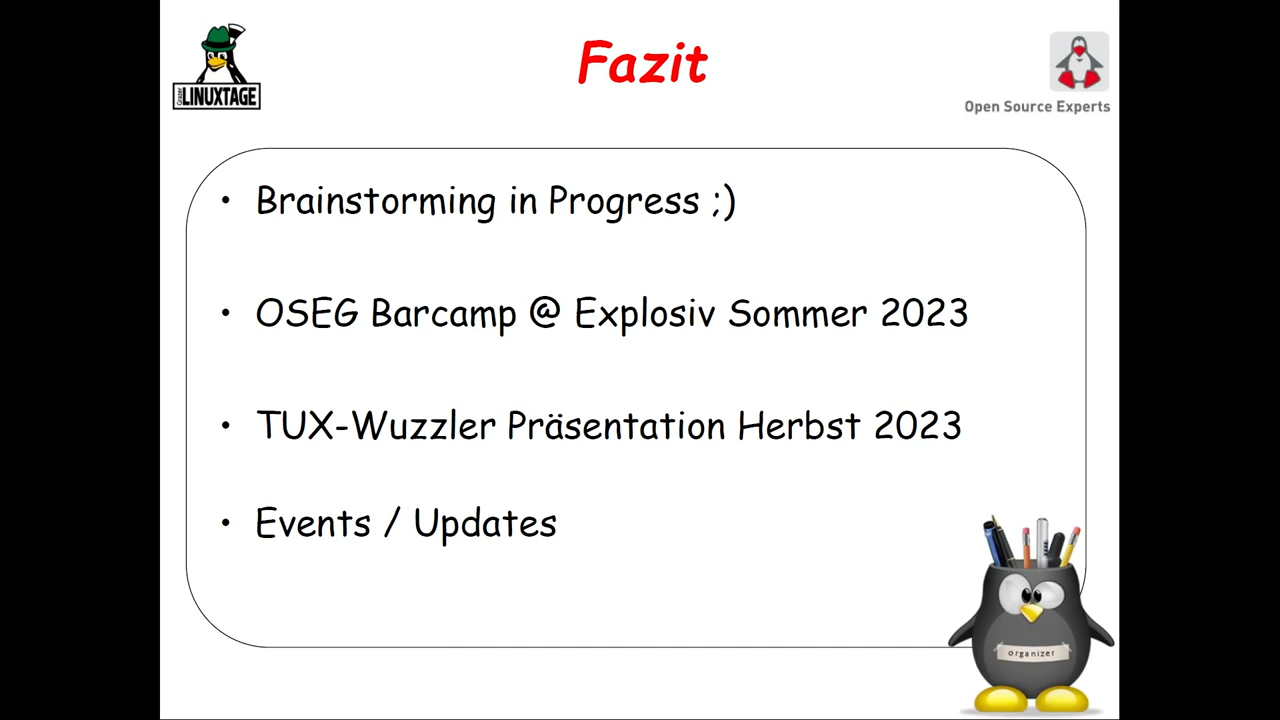 Fazit
Grazer
LINUXTAGE
Open Source Experts
• Brainstorming in Progress ;)
• OSEG Barcamp @ Explosiv Sommer 2023
• TUX-Wuzzler Präsentation Herbst 2023
• Events / Updates
organizer